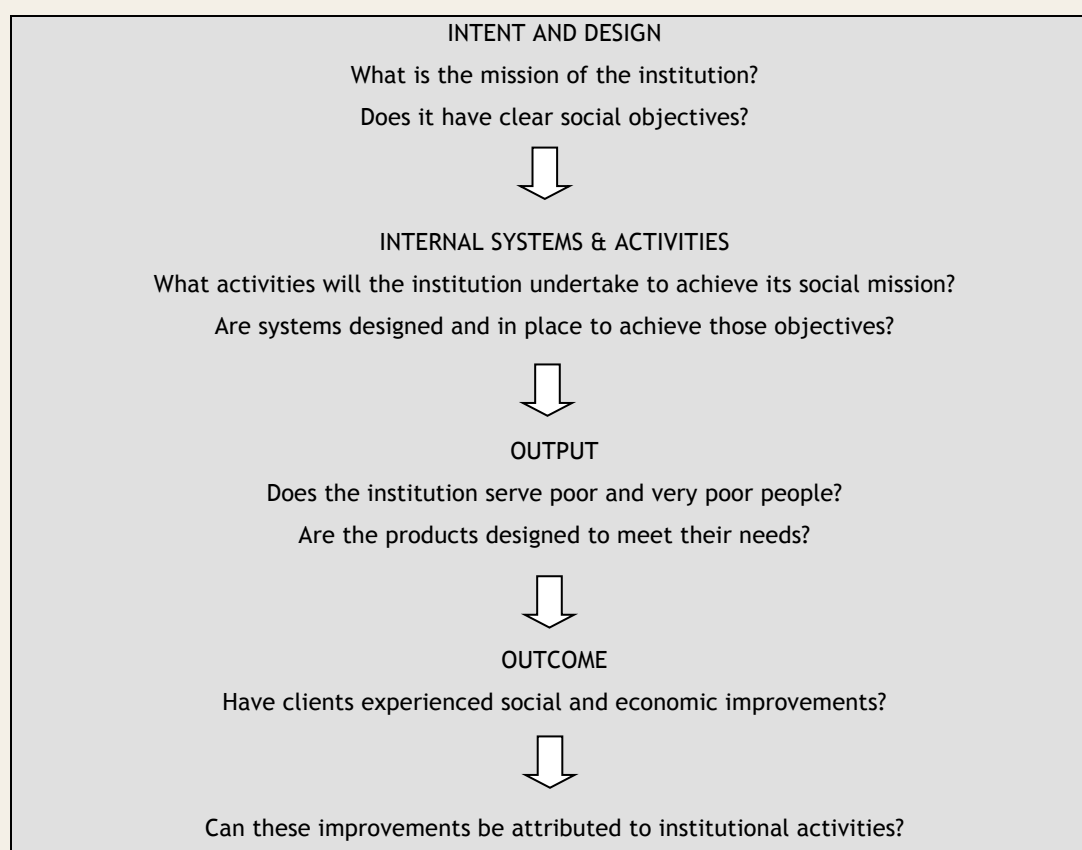 INTENT AND DESIGN
What is the mission of the institution?
Does it have clear social objectives?
INTERNAL SYSTEMS & ACTIVITIES
What activities will the institution undertake to achieve its social mission?
Are systems designed and in place to achieve those objectives?
OUTPUT
Does the institution serve poor and very poor people?
Are the products designed to meet their needs?
OUTCOME
Have clients experienced social and economic improvements?
Can these improvements be attributed to institutional activities?